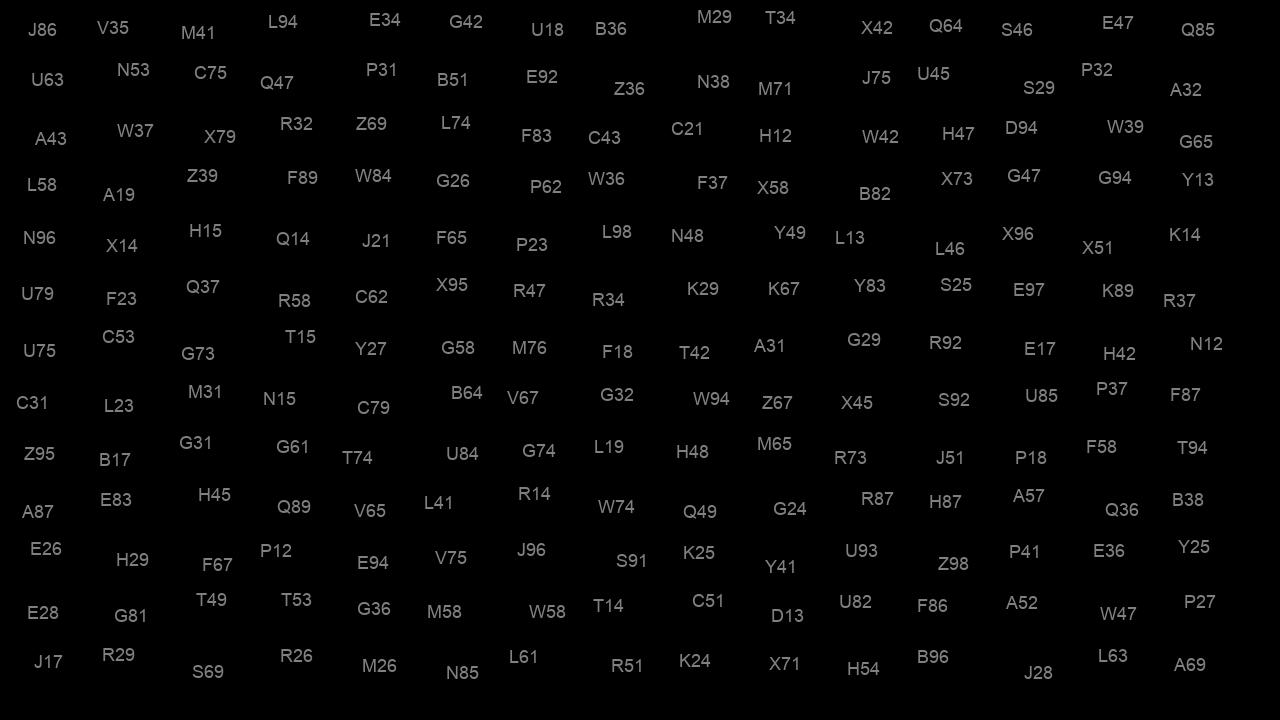 J86 V35 M41 L94 E34 G42 U18 B36 M29 T34 X42 Q64 S46 E47 Q85
U63 N53 C75 Q47 P31 B51 E92 Z36 N38 M71 J75 U45 S29 P32 A32
A43 W37 X79 R32 Z69 L74 F83 C43 C21 H12 W42 H47 D94 W39 G65
L58 A19 Z39 F89 W84 G26 P62 W36 F37 X58 B82 X73 G47 G94 Y13
N96 X14 H15 Q14 J21 F65 P23 L98 N48 Y49 L13 L46 X96 X51 K14
U79 F23 Q37 R58 C62 X95 R47 R34 K29 K67 Y83 S25 E97 K89 R37
U75 C53 G73 T15 Y27 G58 M76 F18 T42 A31 G29 R92 E17 H42 N12
C31 L23 M31 N15 C79 B64 V67 G32 W94 Z67 X45 S92 U85 P37 F87
Z95 B17 G31 G61 T74 U84 G74 L19 H48 M65 R73 J51 P18 F58 T94
A87 E83 H45 Q89 V65 L41 R14 W74 Q49 G24 R87 H87 A57 Q36 B38
E26 H29 F67 P12 E94 V75 J96 S91 K25 Y41 U93 Z98 P41 E36 Y25
E28 G81 T49 T53 G36 M58 W58 T14 C51 D13 U82 F86 A52 W47 P27
J17 R29 S69 R26 M26 N85 L61 R51 K24 X71 H54 B96 J28 L63 A69